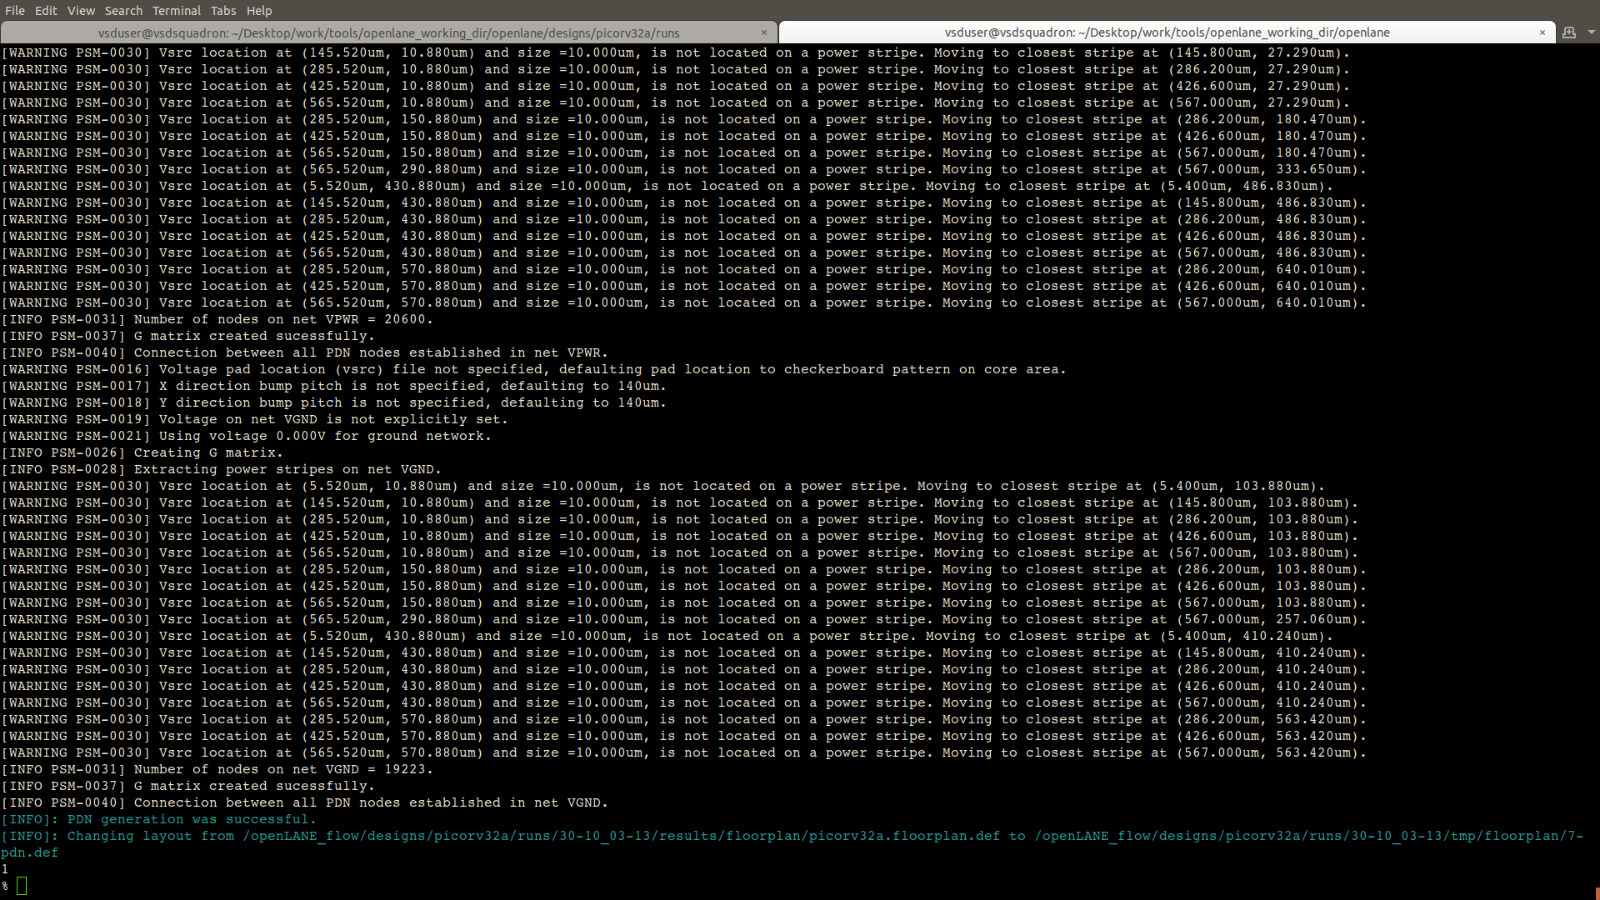 File Edit View Search Terminal Tabs Help
vsduser@vsdsquadron: ~/Desktop/work/tools/openlane_working_dir/openlane/designs/picorv32a/runs × vsduser@vsdsquadron: ~/Desktop/work/tools/openlane_working_dir/openlane ×
[WARNING PSM-0030] Vsrc location at (145.520um, 10.880um) and size =10.000um, is not located on a power stripe. Moving to closest stripe at (145.800um, 27.290um).
[WARNING PSM-0030] Vsrc location at (285.520um, 10.880um) and size =10.000um, is not located on a power stripe. Moving to closest stripe at (286.200um, 27.290um).
[WARNING PSM-0030] Vsrc location at (425.520um, 10.880um) and size =10.000um, is not located on a power stripe. Moving to closest stripe at (426.600um, 27.290um).
[WARNING PSM-0030] Vsrc location at (565.520um, 10.880um) and size =10.000um, is not located on a power stripe. Moving to closest stripe at (567.000um, 27.290um).
[WARNING PSM-0030] Vsrc location at (285.520um, 150.880um) and size =10.000um, is not located on a power stripe. Moving to closest stripe at (286.200um, 180.470um).
[WARNING PSM-0030] Vsrc location at (425.520um, 150.880um) and size =10.000um, is not located on a power stripe. Moving to closest stripe at (426.600um, 180.470um).
[WARNING PSM-0030] Vsrc location at (565.520um, 150.880um) and size =10.000um, is not located on a power stripe. Moving to closest stripe at (567.000um, 180.470um).
[WARNING PSM-0030] Vsrc location at (565.520um, 290.880um) and size =10.000um, is not located on a power stripe. Moving to closest stripe at (567.000um, 333.650um).
[WARNING PSM-0030] Vsrc location at (5.520um, 430.880um) and size =10.000um, is not located on a power stripe. Moving to closest stripe at (5.400um, 486.830um).
[WARNING PSM-0030] Vsrc location at (145.520um, 430.880um) and size =10.000um, is not located on a power stripe. Moving to closest stripe at (145.800um, 486.830um).
[WARNING PSM-0030] Vsrc location at (285.520um, 430.880um) and size =10.000um, is not located on a power stripe. Moving to closest stripe at (286.200um, 486.830um).
[WARNING PSM-0030] Vsrc location at (425.520um, 430.880um) and size =10.000um, is not located on a power stripe. Moving to closest stripe at (426.600um, 486.830um).
[WARNING PSM-0030] Vsrc location at (565.520um, 430.880um) and size =10.000um, is not located on a power stripe. Moving to closest stripe at (567.000um, 486.830um).
[WARNING PSM-0030] Vsrc location at (285.520um, 570.880um) and size =10.000um, is not located on a power stripe. Moving to closest stripe at (286.200um, 640.010um).
[WARNING PSM-0030] Vsrc location at (425.520um, 570.880um) and size =10.000um, is not located on a power stripe. Moving to closest stripe at (426.600um, 640.010um).
[WARNING PSM-0030] Vsrc location at (565.520um, 570.880um) and size =10.000um, is not located on a power stripe. Moving to closest stripe at (567.000um, 640.010um).
[INFO PSM-0031] Number of nodes on net VPWR = 20600.
[INFO PSM-0037] G matrix created sucessfully.
[INFO PSM-0040] Connection between all PDN nodes established in net VPWR.
[WARNING PSM-0016] Voltage pad location (vsrc) file not specified, defaulting pad location to checkerboard pattern on core area.
[WARNING PSM-0017] X direction bump pitch is not specified, defaulting to 140um.
[WARNING PSM-0018] Y direction bump pitch is not specified, defaulting to 140um.
[WARNING PSM-0019] Voltage on net VGND is not explicitly set.
[WARNING PSM-0021] Using voltage 0.000V for ground network.
[INFO PSM-0026] Creating G matrix.
[INFO PSM-0028] Extracting power stripes on net VGND.
[WARNING PSM-0030] Vsrc location at (5.520um, 10.880um) and size =10.000um, is not located on a power stripe. Moving to closest stripe at (5.400um, 103.880um).
[WARNING PSM-0030] Vsrc location at (145.520um, 10.880um) and size =10.000um, is not located on a power stripe. Moving to closest stripe at (145.800um, 103.880um).
[WARNING PSM-0030] Vsrc location at (285.520um, 10.880um) and size =10.000um, is not located on a power stripe. Moving to closest stripe at (286.200um, 103.880um).
[WARNING PSM-0030] Vsrc location at (425.520um, 10.880um) and size =10.000um, is not located on a power stripe. Moving to closest stripe at (426.600um, 103.880um).
[WARNING PSM-0030] Vsrc location at (565.520um, 10.880um) and size =10.000um, is not located on a power stripe. Moving to closest stripe at (567.000um, 103.880um).
[WARNING PSM-0030] Vsrc location at (285.520um, 150.880um) and size =10.000um, is not located on a power stripe. Moving to closest stripe at (286.200um, 103.880um).
[WARNING PSM-0030] Vsrc location at (425.520um, 150.880um) and size =10.000um, is not located on a power stripe. Moving to closest stripe at (426.600um, 103.880um).
[WARNING PSM-0030] Vsrc location at (565.520um, 150.880um) and size =10.000um, is not located on a power stripe. Moving to closest stripe at (567.000um, 103.880um).
[WARNING PSM-0030] Vsrc location at (565.520um, 290.880um) and size =10.000um, is not located on a power stripe. Moving to closest stripe at (567.000um, 257.060um).
[WARNING PSM-0030] Vsrc location at (5.520um, 430.880um) and size =10.000um, is not located on a power stripe. Moving to closest stripe at (5.400um, 410.240um).
[WARNING PSM-0030] Vsrc location at (145.520um, 430.880um) and size =10.000um, is not located on a power stripe. Moving to closest stripe at (145.800um, 410.240um).
[WARNING PSM-0030] Vsrc location at (285.520um, 430.880um) and size =10.000um, is not located on a power stripe. Moving to closest stripe at (286.200um, 410.240um).
[WARNING PSM-0030] Vsrc location at (425.520um, 430.880um) and size =10.000um, is not located on a power stripe. Moving to closest stripe at (426.600um, 410.240um).
[WARNING PSM-0030] Vsrc location at (565.520um, 430.880um) and size =10.000um, is not located on a power stripe. Moving to closest stripe at (567.000um, 410.240um).
[WARNING PSM-0030] Vsrc location at (285.520um, 570.880um) and size =10.000um, is not located on a power stripe. Moving to closest stripe at (286.200um, 563.420um).
[WARNING PSM-0030] Vsrc location at (425.520um, 570.880um) and size =10.000um, is not located on a power stripe. Moving to closest stripe at (426.600um, 563.420um).
[WARNING PSM-0030] Vsrc location at (565.520um, 570.880um) and size =10.000um, is not located on a power stripe. Moving to closest stripe at (567.000um, 563.420um).
[INFO PSM-0031] Number of nodes on net VGND = 19223.
[INFO PSM-0037] G matrix created sucessfully.
[INFO PSM-0040] Connection between all PDN nodes established in net VGND.
[INFO]: PDN generation was successful.
[INFO]: Changing layout from /openLANE_flow/designs/picorv32a/runs/30-10_03-13/results/floorplan/picorv32a.floorplan.def to /openLANE_flow/designs/picorv32a/runs/30-10_03-13/tmp/floorplan/7-
pdn.def
1
%